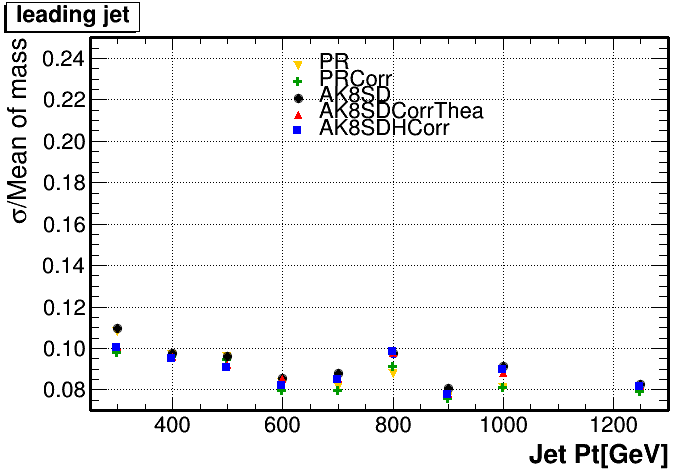 leading jet
σ/Mean of mass
0.24
0.22
0.20
0.18
0.16
0.14
0.12
0.10
0.08
PR
PRCorr
AK8SD
AK8SDCorrThea
AK8SDHCorr
400 600 800 1000 1200
Jet Pt[GeV]